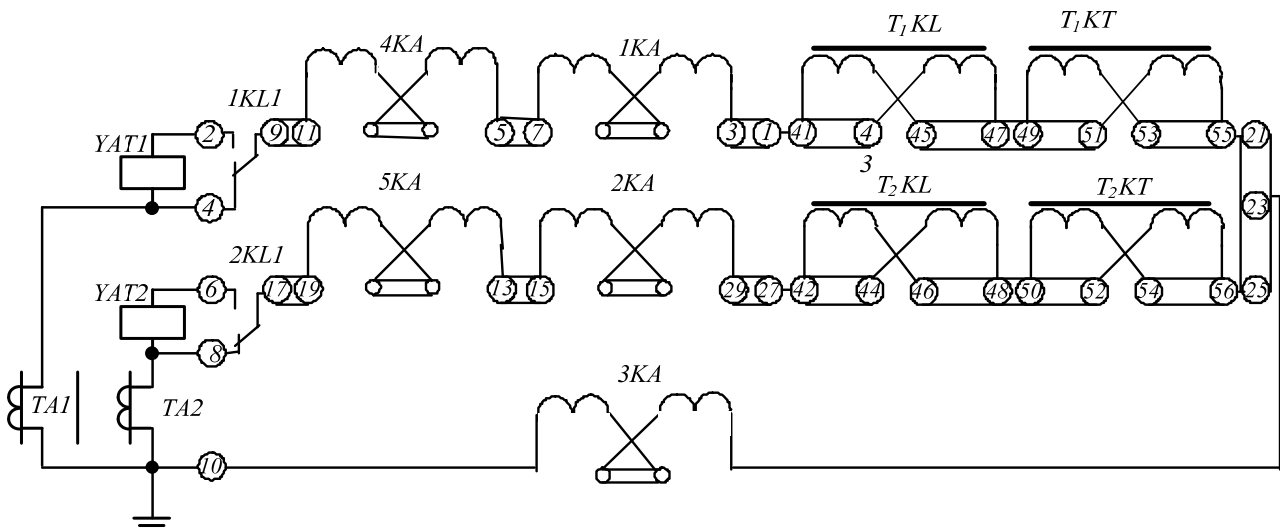 4KA 1KA T₁KL T₁KT
1KL1
YAT1 2 9 11 5 7 3 1 41 4 45 47 49 51 53 55 21
3
4 5KA 2KA T₂KL T₂KT 23
2KL1
YAT2 6 17 19 13 15 29 27 42 44 46 48 50 52 54 56 25
8
3KA
TA1 TA2
10